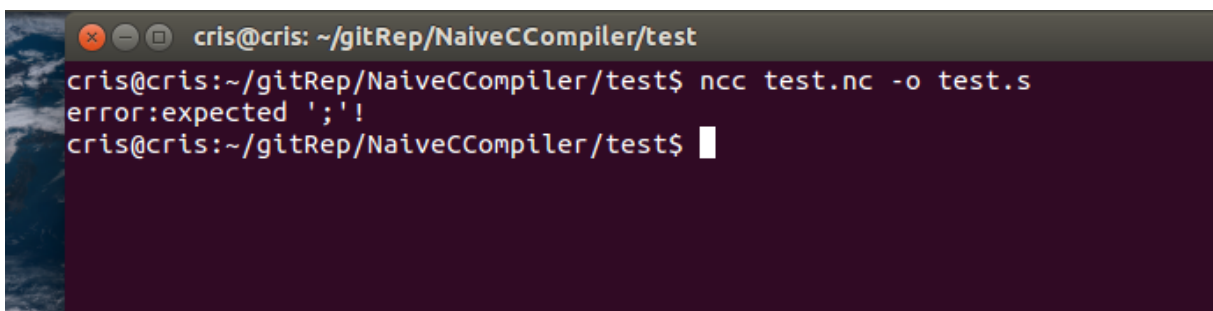 cris@cris: ~/gitRep/NaiveCCompiler/test
cris@cris:~/gitRep/NaiveCCompiler/test$ ncc test.nc -o test.s
error:expected ';'!
cris@cris:~/gitRep/NaiveCCompiler/test$